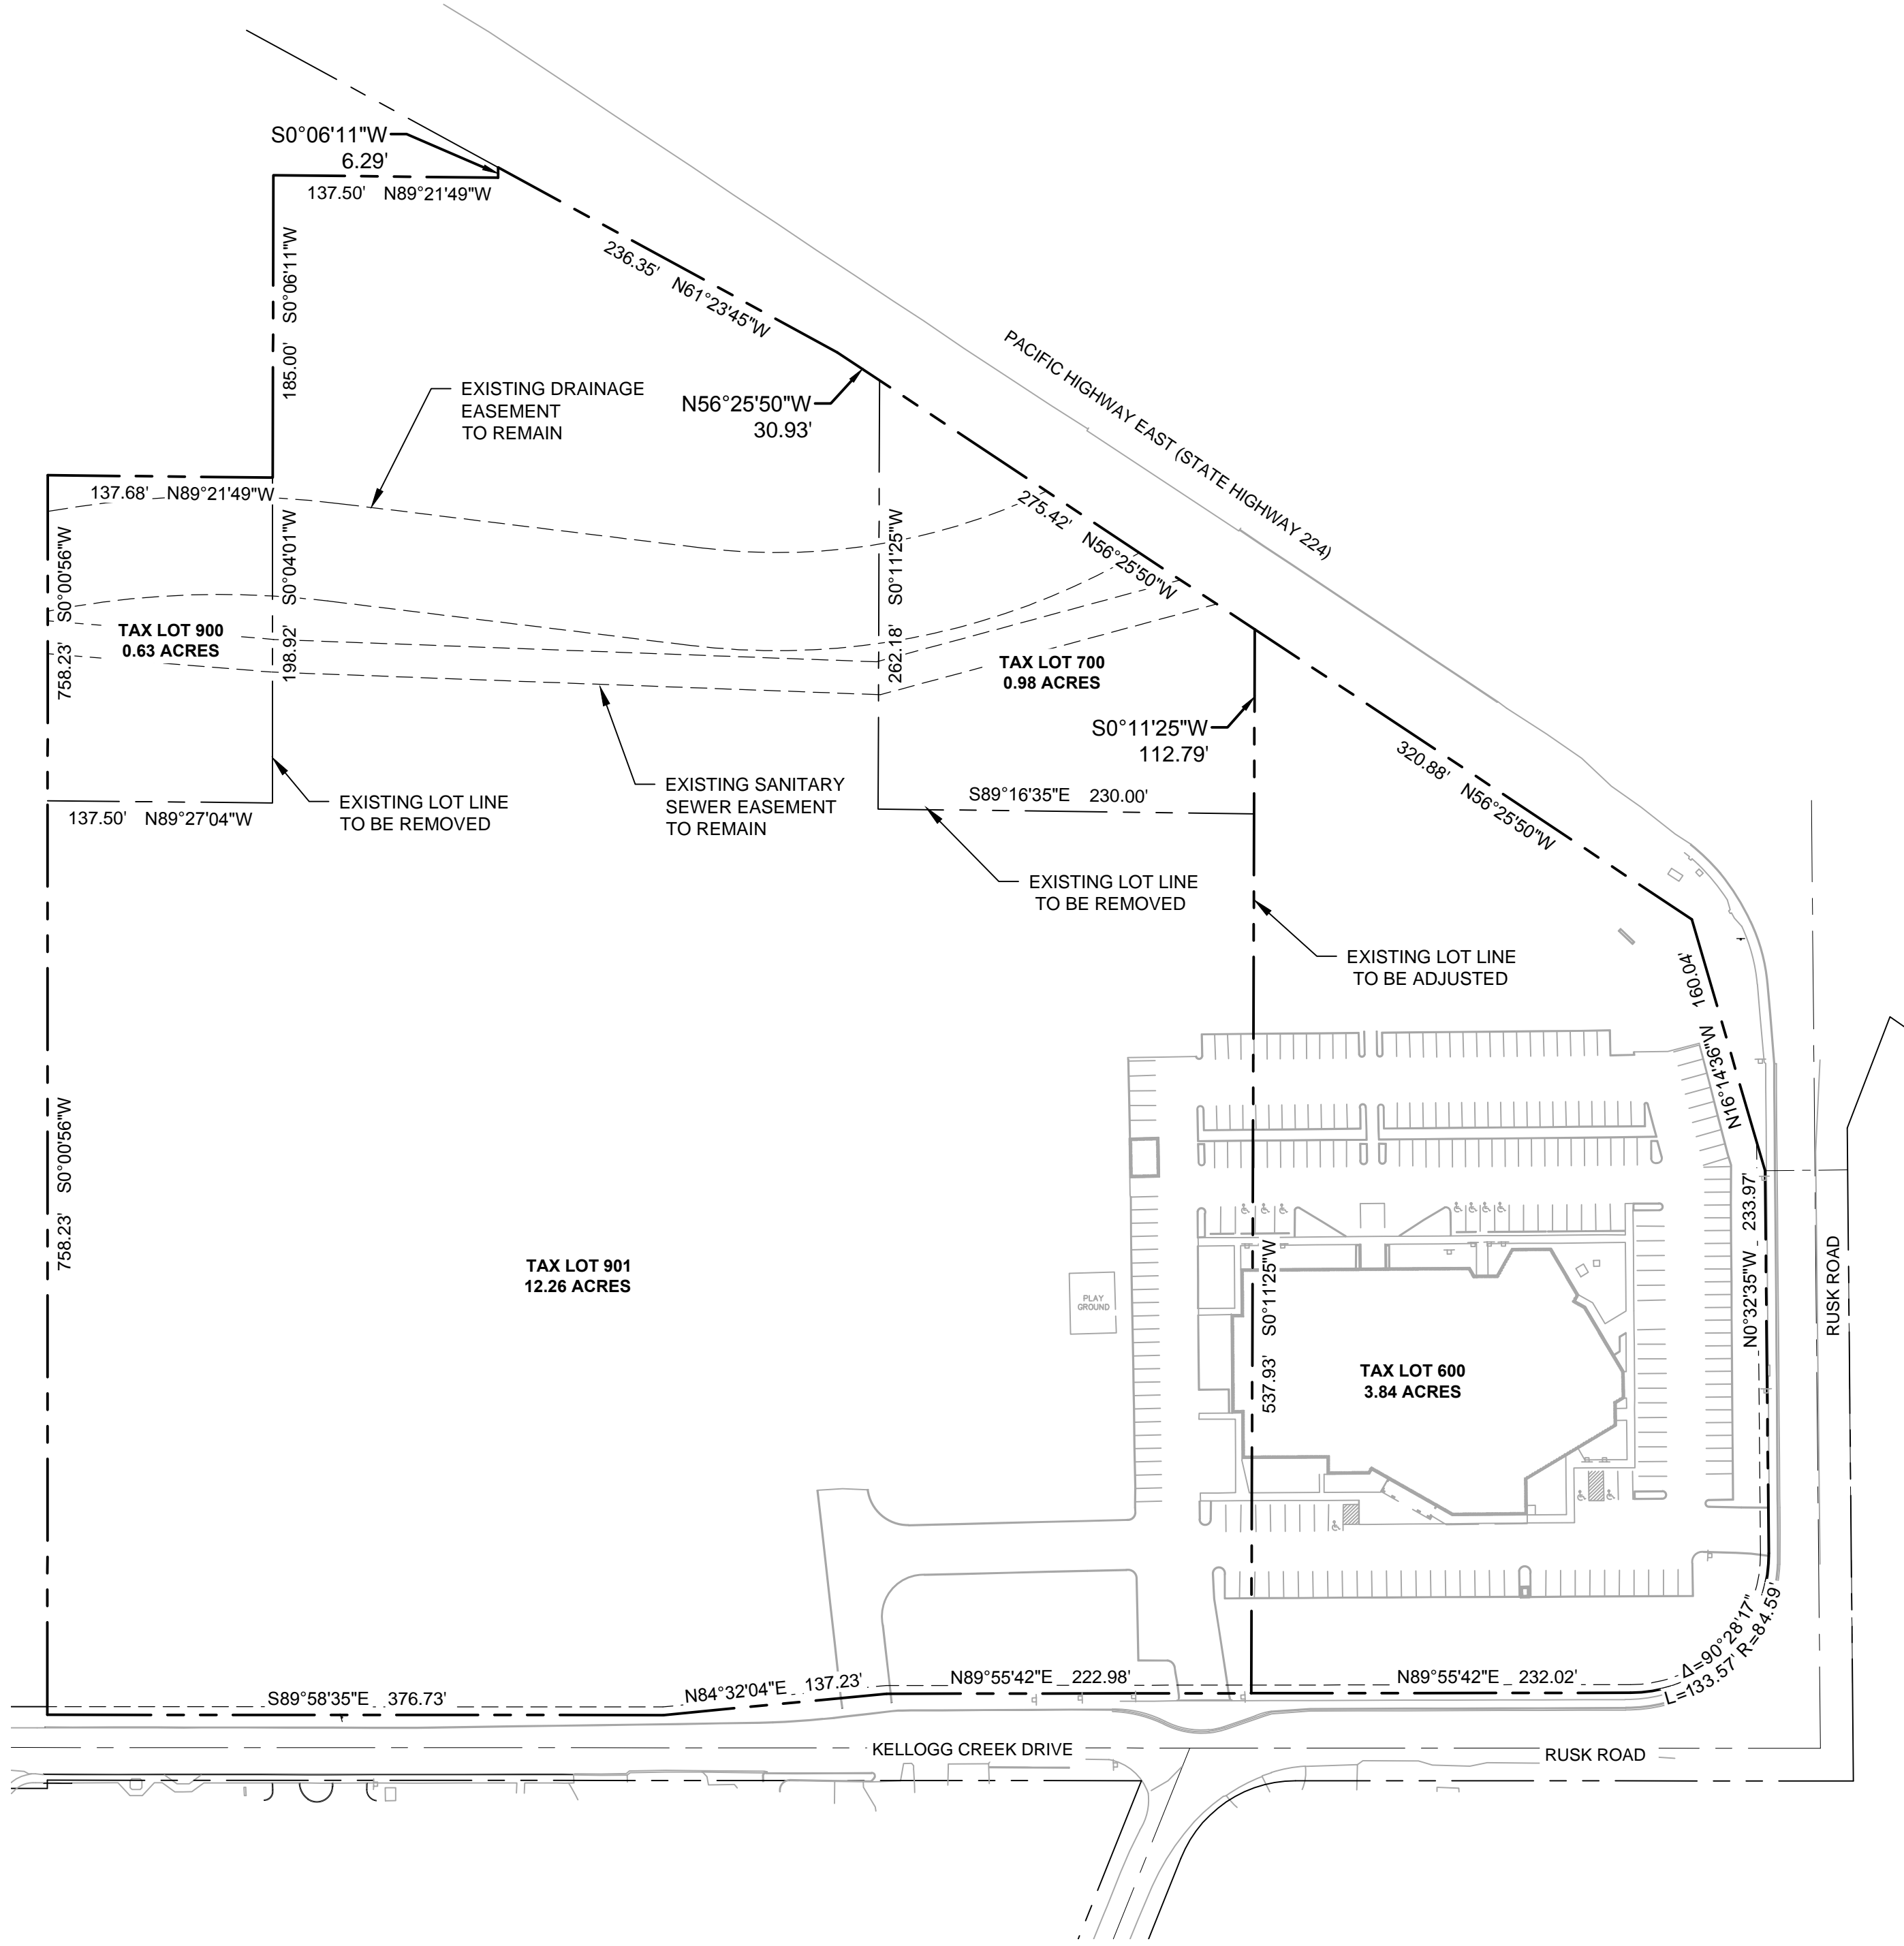 S0°06'11"W
6.29'
137.50' N89°21'49"W
185.00' S0°06'11"W
236.35' N61°23'45"W
PACIFIC HIGHWAY EAST (STATE HIGHWAY 224)
EXISTING DRAINAGE
EASEMENT
TO REMAIN
N56°25'50"W
30.93'
137.68' N89°21'49"W
758.23' S0°00'56"W
198.92' S0°04'01"W
262.18' S0°11'25"W
275.42' N56°25'50"W
TAX LOT 900
0.63 ACRES
TAX LOT 700
0.98 ACRES
S0°11'25"W
112.79'
320.88' N56°25'50"W
EXISTING LOT LINE
TO BE REMOVED
137.50' N89°27'04"W
EXISTING SANITARY
SEWER EASEMENT
TO REMAIN
S89°16'35"E 230.00'
EXISTING LOT LINE
TO BE REMOVED
EXISTING LOT LINE
TO BE ADJUSTED
160.04' N16°14'36"W
758.23' S0°00'56"W
TAX LOT 901
12.26 ACRES
PLAY
GROUND
537.93' S0°11'25"W
TAX LOT 600
3.84 ACRES
N0°32'35"W 233.97'
RUSK ROAD
S89°58'35"E 376.73'
N84°32'04"E 137.23'
N89°55'42"E 222.98'
N89°55'42"E 232.02'
Δ=90°28'17"
L=133.57' R=84.59'
KELLOGG CREEK DRIVE
RUSK ROAD